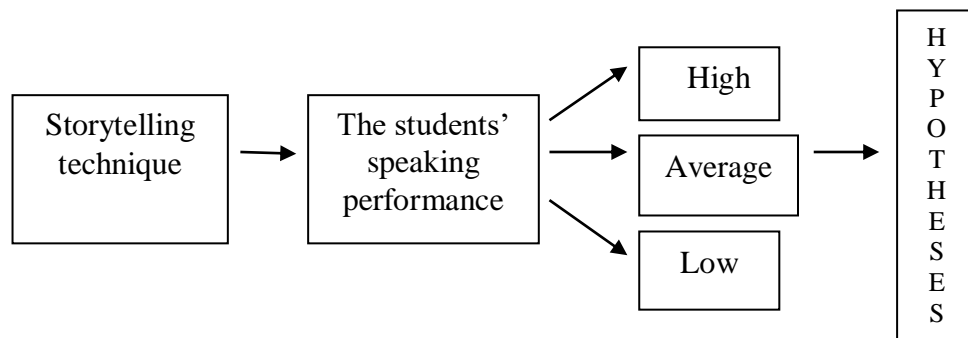 Storytelling
technique
The students’
speaking
performance
High
Average
Low
H
Y
P
O
T
H
E
S
E
S